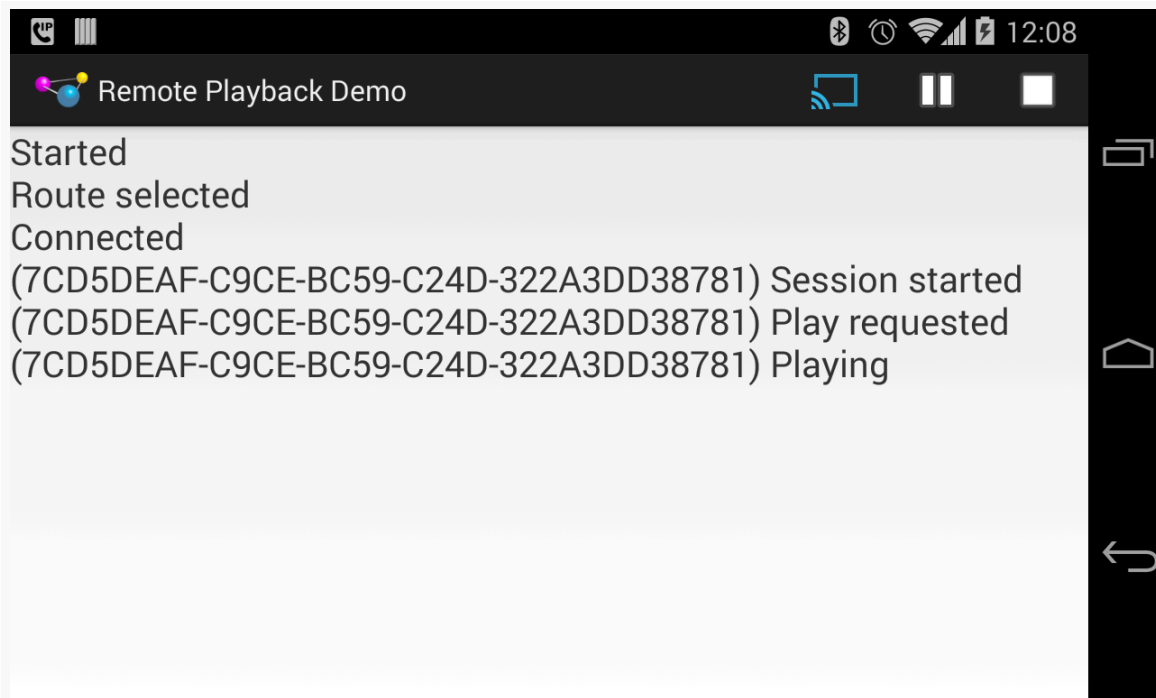 IP
12:08
Remote Playback Demo
Started
Route selected
Connected
(7CD5DEAF-C9CE-BC59-C24D-322A3DD38781) Session started
(7CD5DEAF-C9CE-BC59-C24D-322A3DD38781) Play requested
(7CD5DEAF-C9CE-BC59-C24D-322A3DD38781) Playing